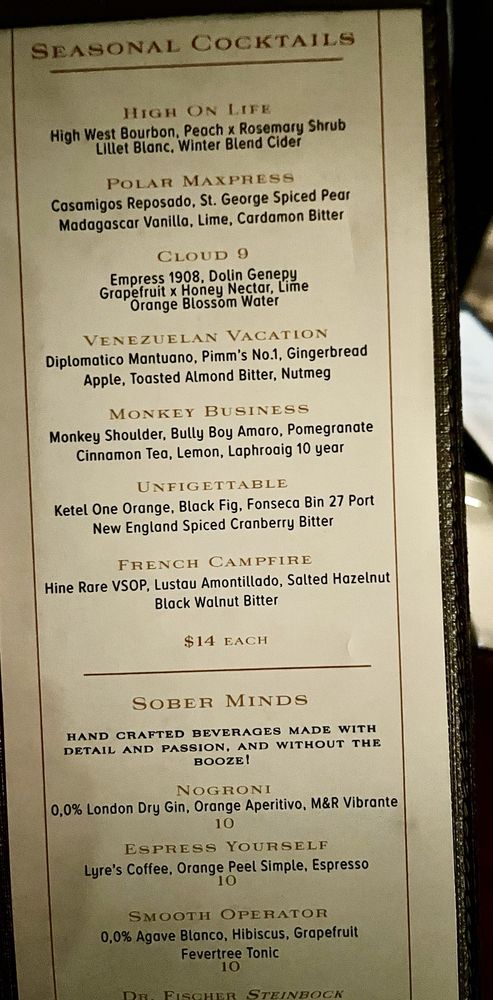 SEASONAL COCKTAILS
HIGH ON LIFE
High West Bourbon, Peach x Rosemary Shrub
Lillet Blanc, Winter Blend Cider
POLAR MAXPRESS
Casamigos Reposado, St. George Spiced Pear
Madagascar Vanilla, Lime, Cardamon Bitter
CLOUD 9
Empress 1908, Dolin Genepy
Grapefruit x Honey Nectar, Lime
Orange Blossom Water
VENEZUELAN VACATION
Diplomatico Mantuano, Pimm's No.1, Gingerbread
Apple, Toasted Almond Bitter, Nutmeg
MONKEY BUSINESS
Monkey Shoulder, Bully Boy Amaro, Pomegranate
Cinnamon Tea, Lemon, Laphroaig 10 year
UNFIGETTABLE
Ketel One Orange, Black Fig, Fonseca Bin 27 Port
New England Spiced Cranberry Bitter
FRENCH CAMPFIRE
Hine Rare VSOP, Lustau Amontillado, Salted Hazelnut
Black Walnut Bitter
$14 EACH
SOBER MINDS
HAND CRAFTED BEVERAGES MADE WITH
DETAIL AND PASSION, AND WITHOUT THE
BOOZE!
NOGRONI
0,0% London Dry Gin, Orange Aperitivo, M&R Vibrante
10
ESPRESS YOURSELF
Lyre's Coffee, Orange Peel Simple, Espresso
10
SMOOTH OPERATOR
0,0% Agave Blanco, Hibiscus, Grapefruit
Fevertree Tonic
10
DR. FISCHER STEINBOCK